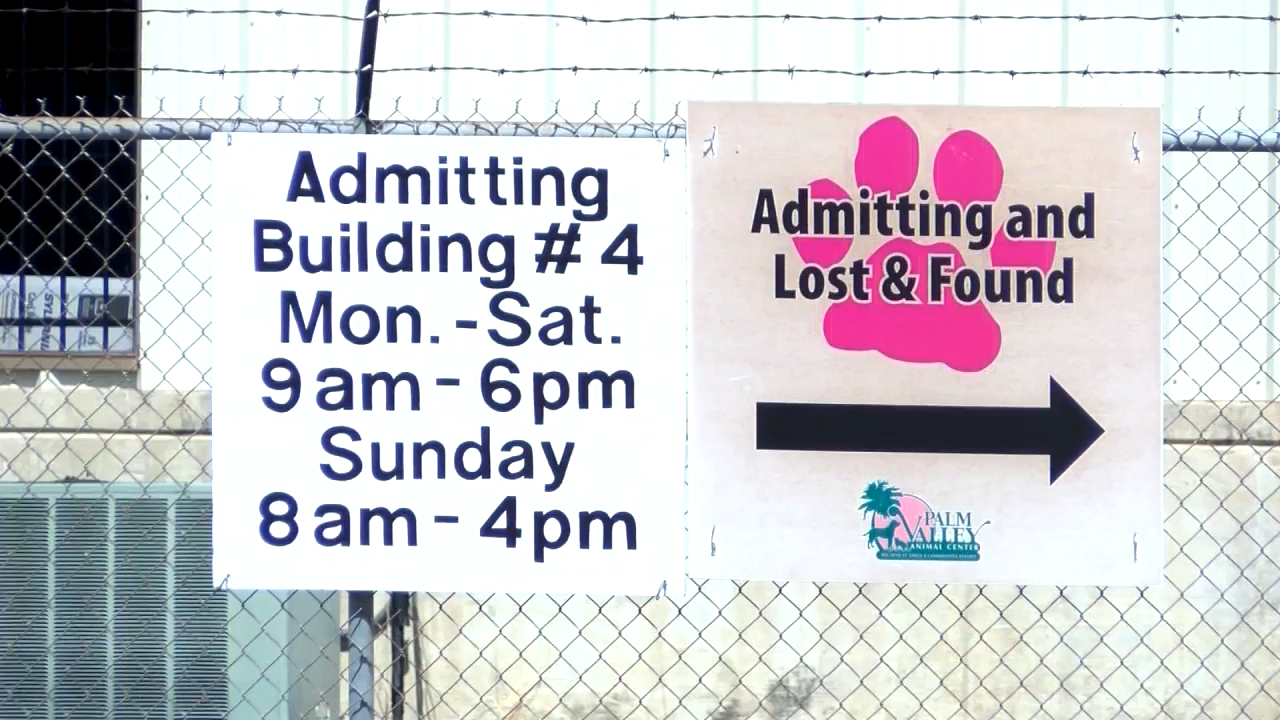 Admitting
Building # 4
Mon. - Sat.
9am - 6pm
Sunday
8am - 4pm
Admitting and
Lost & Found
PALM
VALLEY
ANIMAL CENTER